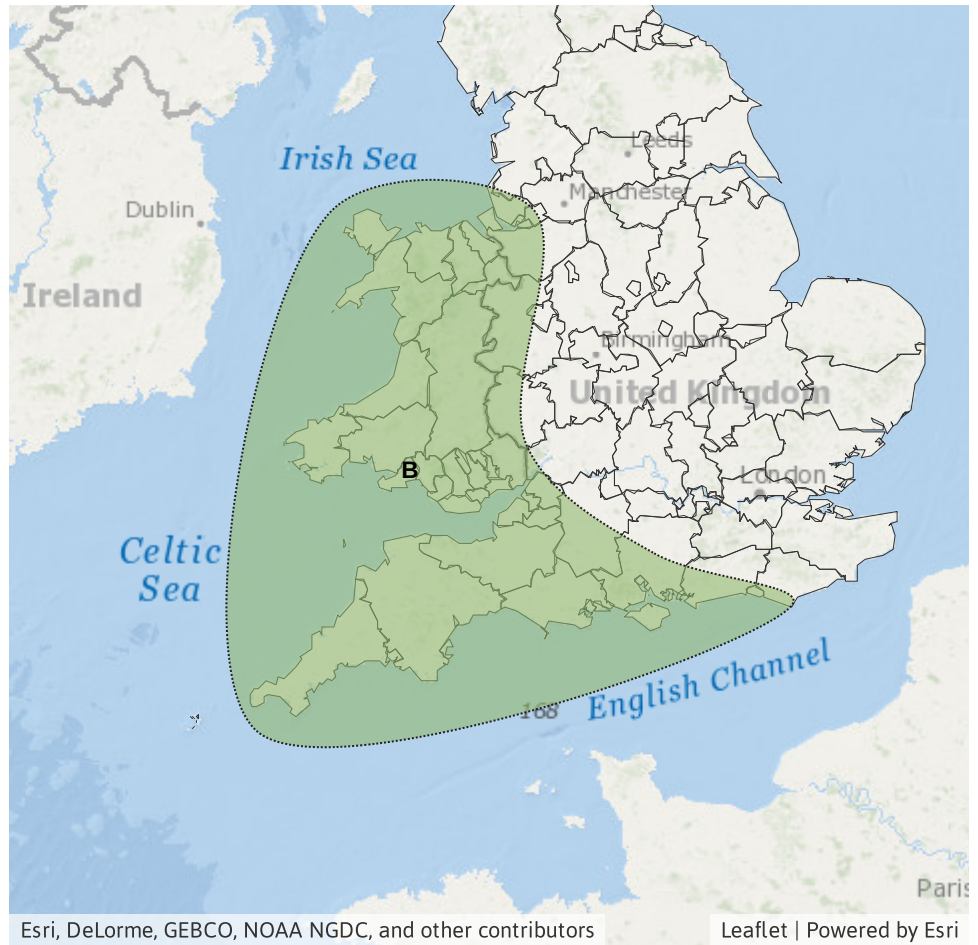 Irish Sea
Leeds
Manchester
Dublin
Ireland
Birmingham
United Kingdom
B
London
Celtic
Sea
English Channel
168
Paris
Esri, DeLorme, GEBCO, NOAA NGDC, and other contributors
Leaflet | Powered by Esri